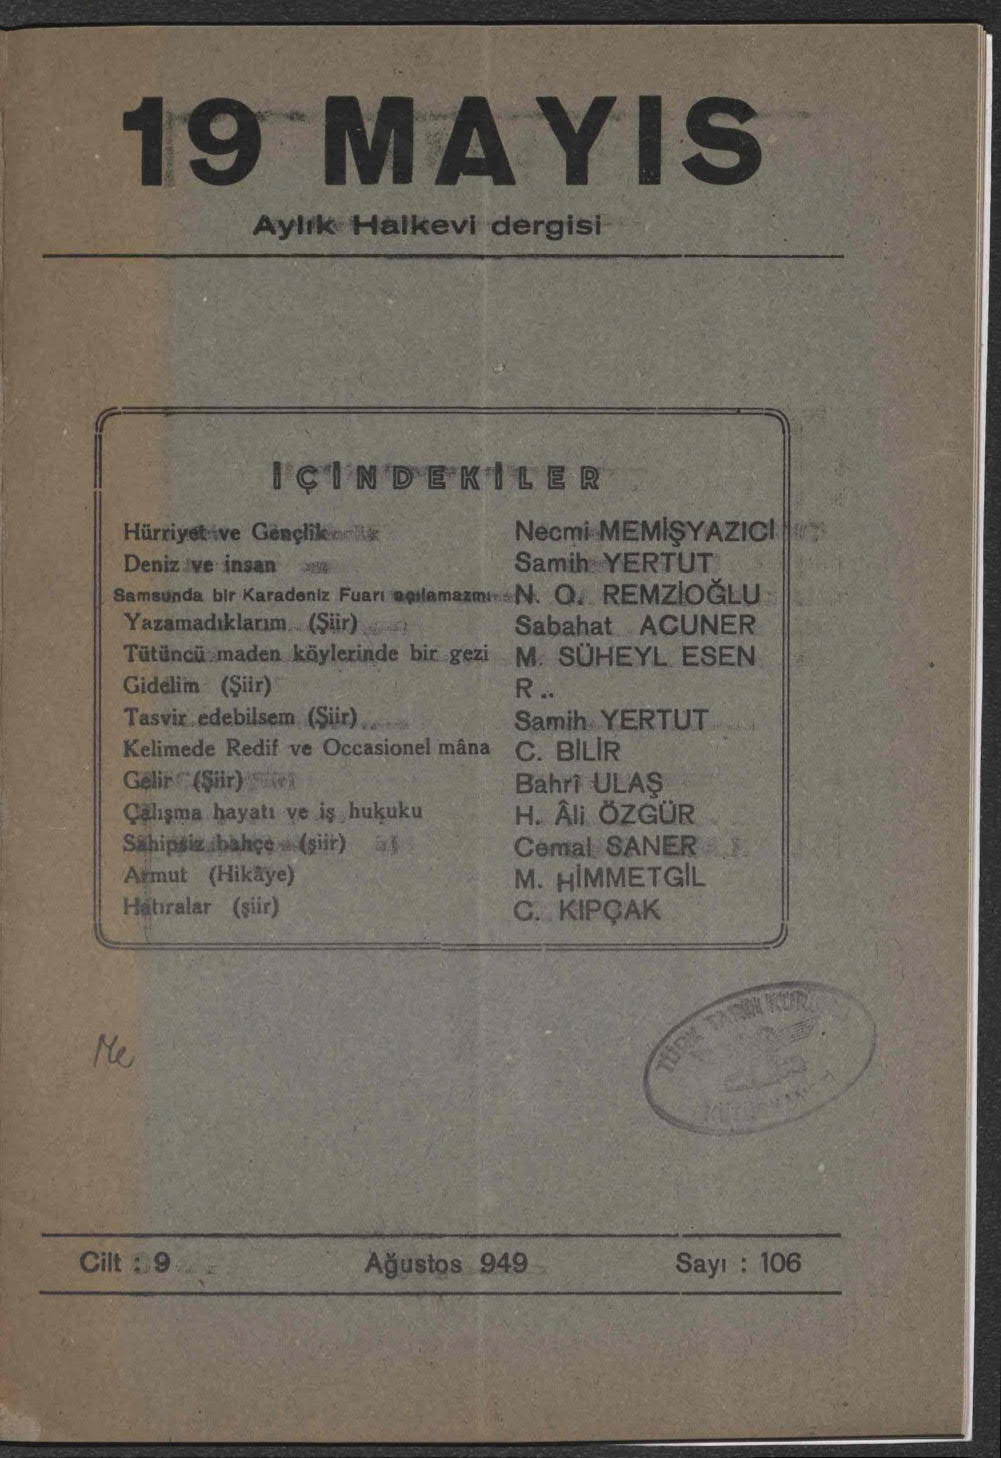 19 MAYIS
Aylık Halkevi dergisi
İÇİNDEKİLER
Hürriyet ve Gençlik Necmi MEMİŞYAZICI
Deniz ve insan Samih YERTUT
Samsunda bir Karadeniz Fuarı açılamazmı N. O. REMZİOĞLU
Yazamadıklarım (Şiir) Sabahat ACUNER
Tütüncü maden köylerinde bir gezi M. SÜHEYL ESEN
Gidelim (Şiir) R ..
Tasvir edebilsem (Şiir) Samih YERTUT
Kelimede Redif ve Occasionel mâna C. BİLİR
Gelir (Şiir) Bahri ULAŞ
Çalışma hayatı ve iş hukuku H. Âli ÖZGÜR
Sahipsiz bahçe (şiir) Cemal SANER
Armut (Hikâye) M. HİMMETGİL
Hatıralar (şiir) C. KIPÇAK
Me
TÜRK TARİH
Cilt : 9 Ağustos 949 Sayı : 106